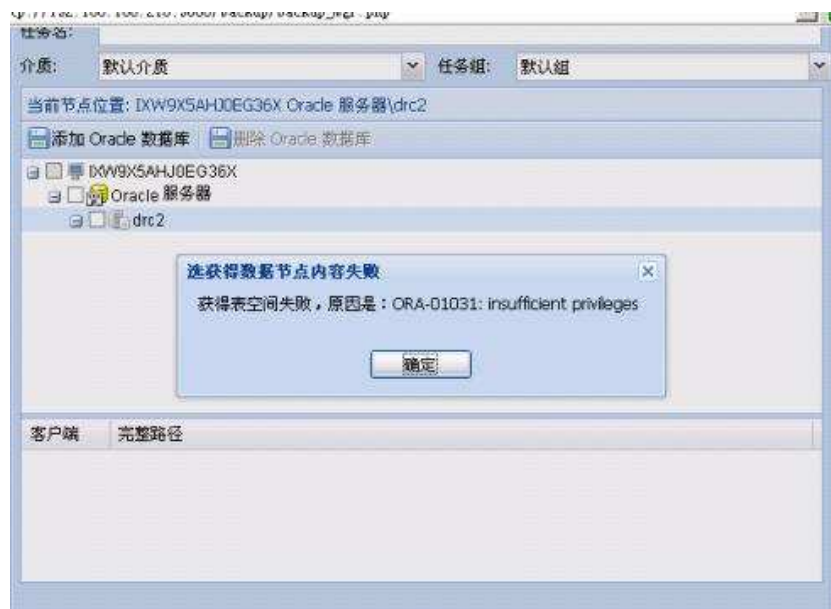 任务名:
介质: 默认介质 任务组: 默认组
当前节点位置: IXW9X5AHJ0EG36X Oracle 服务器\drc2
添加 Oracle 数据库 删除 Oracle 数据库
IXW9X5AHJ0EG36X
Oracle 服务器
drc2
选获得数据节点内容失败
获得表空间失败，原因是：ORA-01031: insufficient privileges
确定
客户端 完整路径